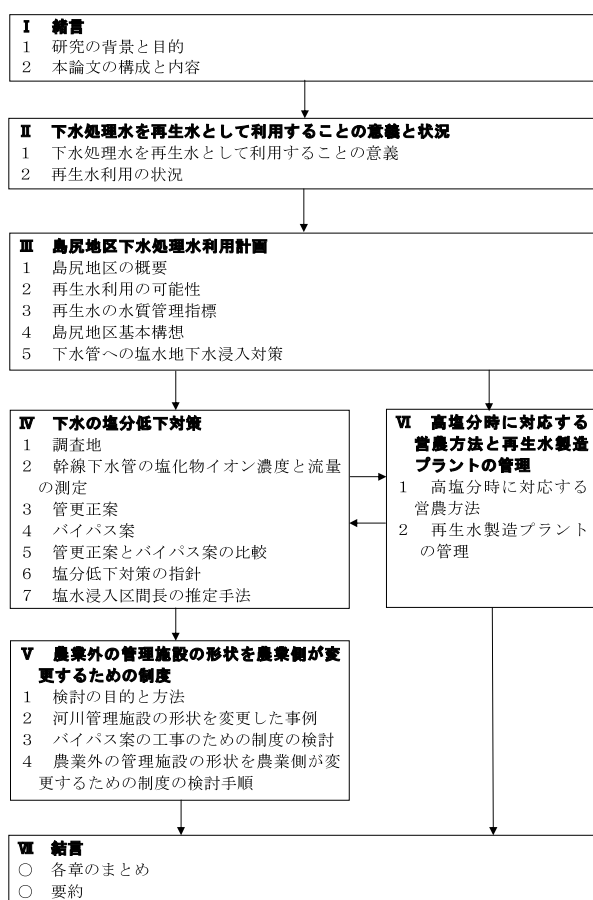 Ⅰ 緒言
1 研究の背景と目的
2 本論文の構成と内容
Ⅱ 下水処理水を再生水として利用することの意義と状況
1 下水処理水を再生水として利用することの意義
2 再生水利用の状況
Ⅲ 島尻地区下水処理水利用計画
1 島尻地区の概要
2 再生水利用の可能性
3 再生水の水質管理指標
4 島尻地区基本構想
5 下水管への塩水地下水浸入対策
Ⅳ 下水の塩分低下対策
1 調査地
2 幹線下水管の塩化物イオン濃度と流量
の測定
3 管更正案
4 バイパス案
5 管更正案とバイパス案の比較
6 塩分低下対策の指針
7 塩水浸入区間長の推定手法
Ⅵ 高塩分時に対応する
営農方法と再生水製造
プラントの管理
1 高塩分時に対応する
営農方法
2 再生水製造プラント
の管理
Ⅴ 農業外の管理施設の形状を農業側が変
更するための制度
1 検討の目的と方法
2 河川管理施設の形状を変更した事例
3 バイパス案の工事のための制度の検討
4 農業外の管理施設の形状を農業側が変
更するための制度の検討手順
Ⅶ 結言
○ 各章のまとめ
○ 要約